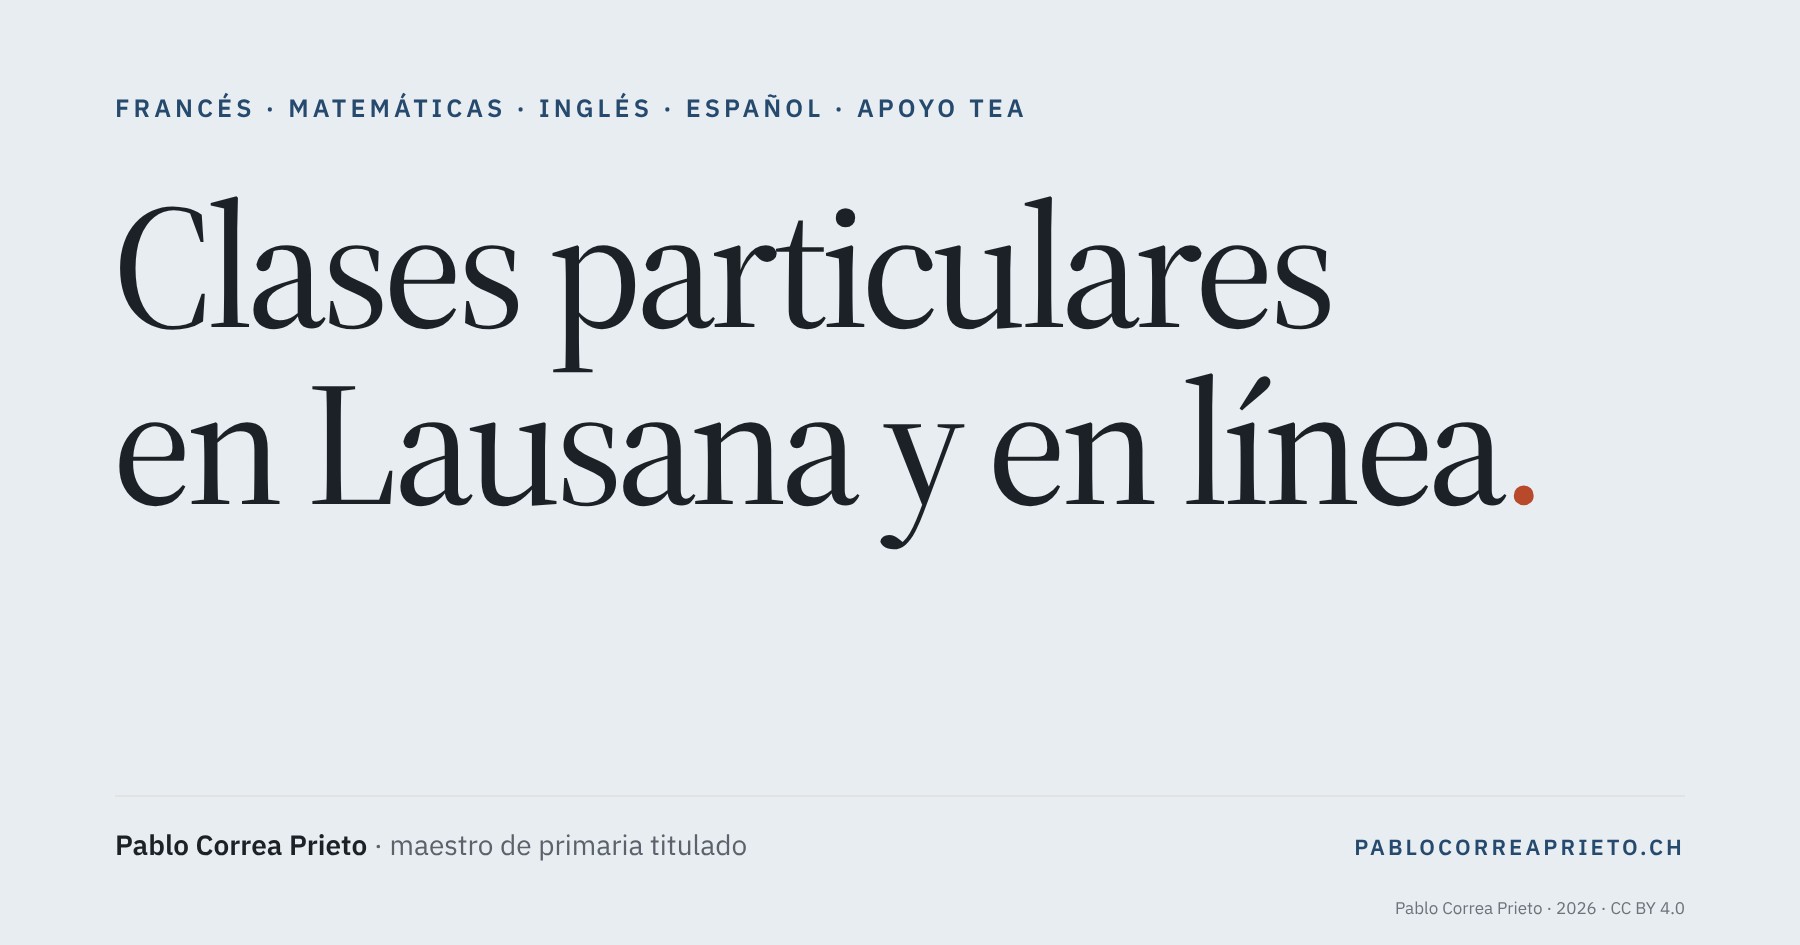 FRANCÉS · MATEMÁTICAS · INGLÉS · ESPAÑOL · APOYO TEA
Clases particulares
en Lausana y en línea.
Pablo Correa Prieto · maestro de primaria titulado
PABLOCORREAPRIETO.CH
Pablo Correa Prieto · 2026 · CC BY 4.0